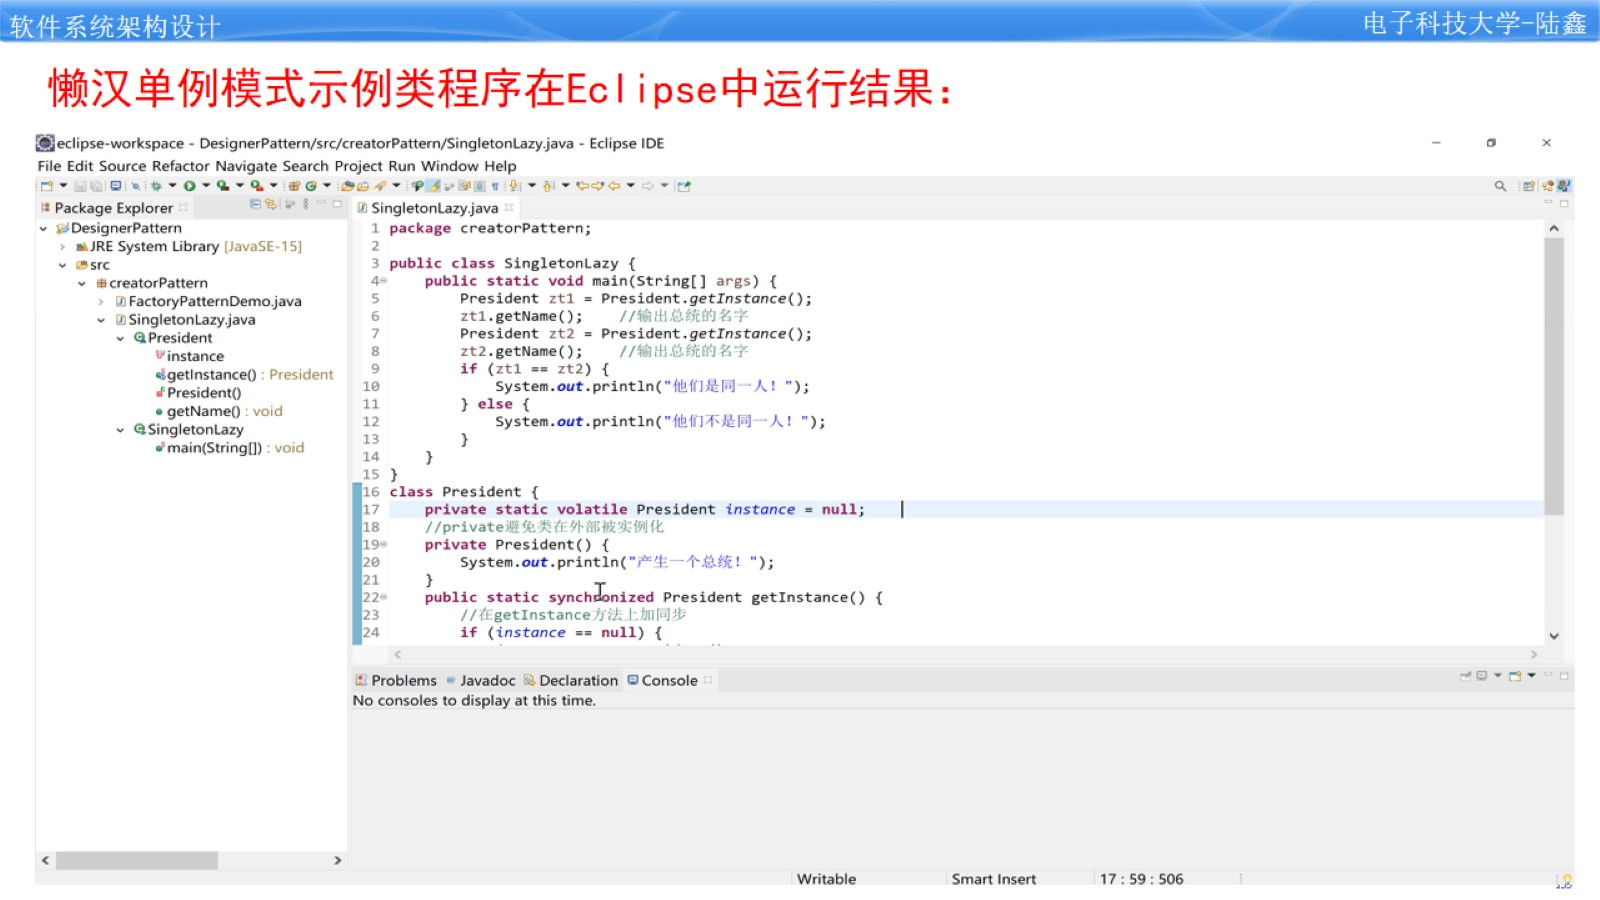 软件系统架构设计
电子科技大学-陆鑫
懒汉单例模式示例类程序在Eclipse中运行结果：
eclipse-workspace - DesignerPattern/src/creatorPattern/SingletonLazy.java - Eclipse IDE
File Edit Source Refactor Navigate Search Project Run Window Help
Package Explorer
DesignerPattern
JRE System Library [JavaSE-15]
src
creatorPattern
FactoryPatternDemo.java
SingletonLazy.java
President
instance
getInstance() : President
President()
getName() : void
SingletonLazy
main(String[]) : void
SingletonLazy.java
1 package creatorPattern;
2
3 public class SingletonLazy {
4 public static void main(String[] args) {
5 President zt1 = President.getInstance();
6 zt1.getName(); //输出总统的名字
7 President zt2 = President.getInstance();
8 zt2.getName(); //输出总统的名字
9 if (zt1 == zt2) {
10 System.out.println("他们是同一人！");
11 } else {
12 System.out.println("他们不是同一人！");
13 }
14 }
15 }
16 class President {
17 private static volatile President instance = null;
18 //private避免类在外部被实例化
19 private President() {
20 System.out.println("产生一个总统！");
21 }
22 public static synchronized President getInstance() {
23 //在getInstance方法上加同步
24 if (instance == null) {
Problems Javadoc Declaration Console
No consoles to display at this time.
Writable Smart Insert 17 : 59 : 506